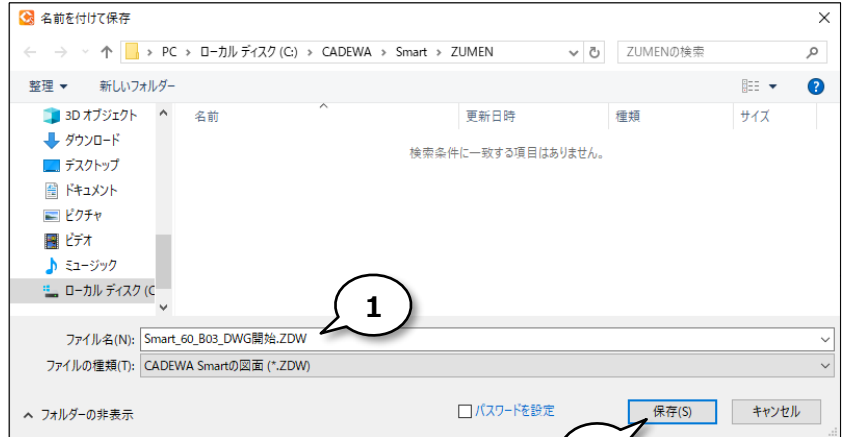 名前を付けて保存
PC › ローカル ディスク (C:) › CADEWA › Smart › ZUMEN
ZUMENの検索
整理 新しいフォルダー
名前 更新日時 種類 サイズ
検索条件に一致する項目はありません。
3D オブジェクト
ダウンロード
デスクトップ
ドキュメント
ピクチャ
ビデオ
ミュージック
ローカル ディスク (C
1
ファイル名(N): Smart_60_B03_DWG開始.ZDW
ファイルの種類(T): CADEWA Smartの図面 (*.ZDW)
フォルダーの非表示 パスワードを設定 保存(S) キャンセル